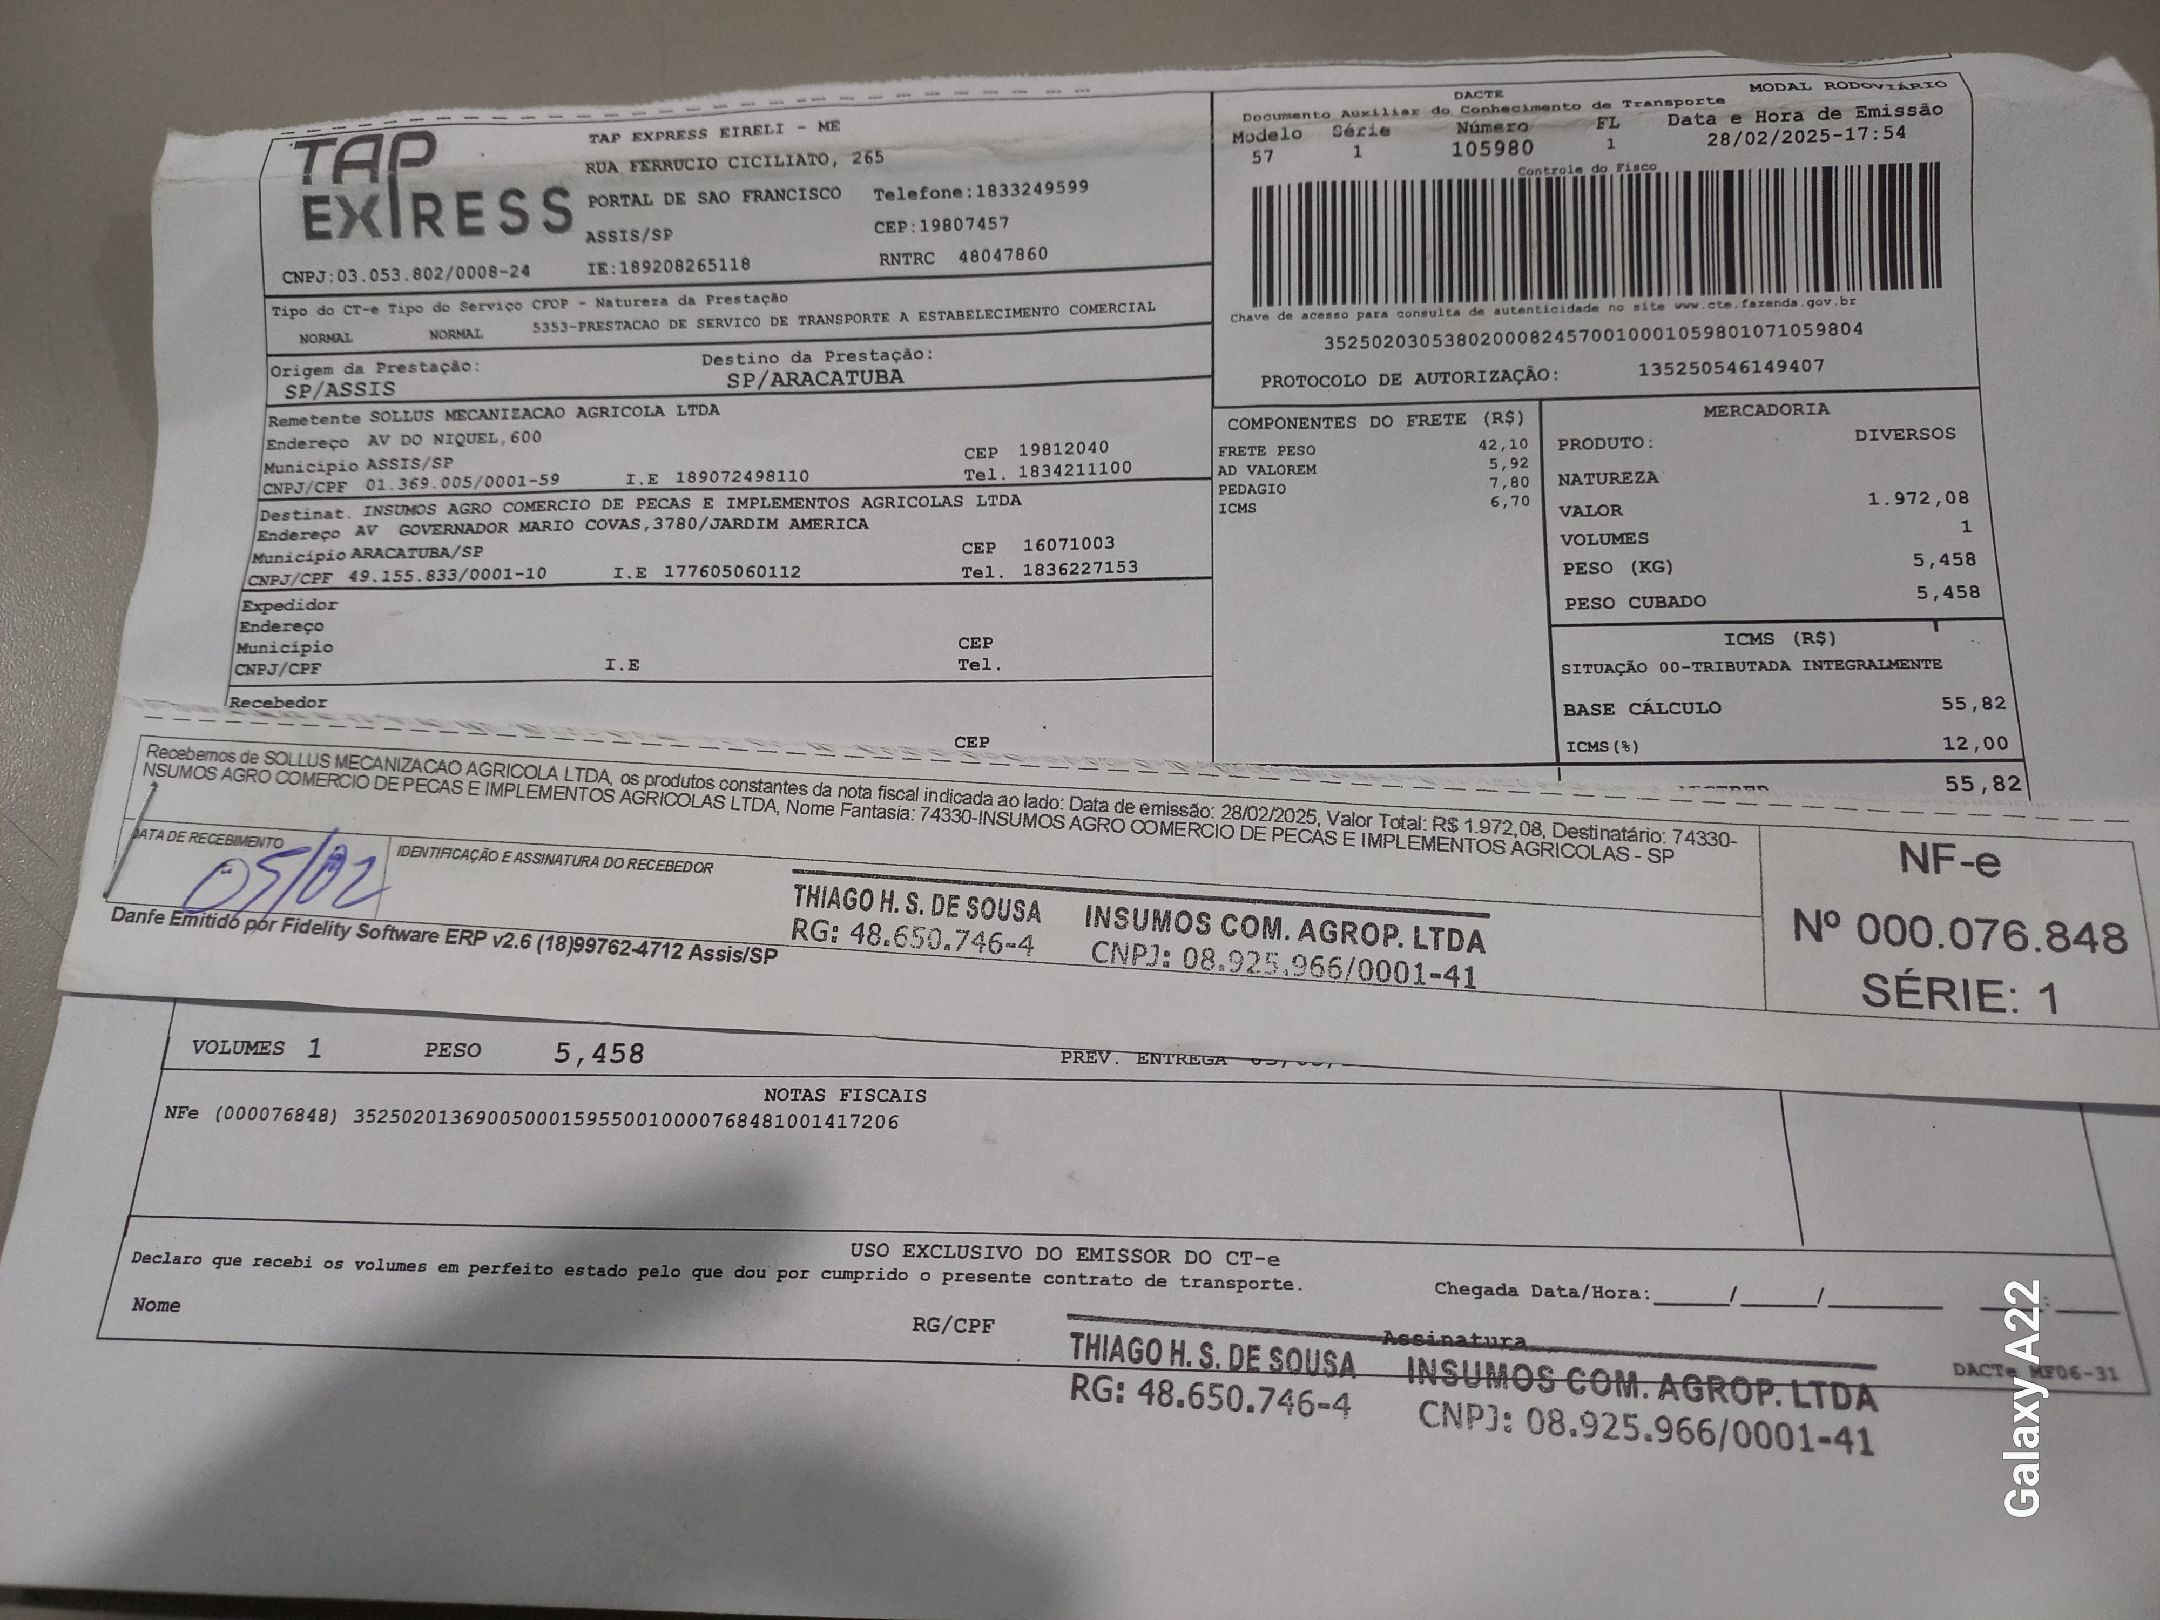 TAP EXPRESS
TAP EXPRESS EIRELI - ME
RUA FERRUCIO CICILIATO, 265
PORTAL DE SAO FRANCISCO Telefone:1833249599
ASSIS/SP CEP:19807457
CNPJ:03.053.802/0008-24 IE:189208265118 RNTRC 48047860
Tipo do CT-e Tipo do Serviço CFOP - Natureza da Prestação
NORMAL NORMAL 5353-PRESTACAO DE SERVICO DE TRANSPORTE A ESTABELECIMENTO COMERCIAL
Origem da Prestação: Destino da Prestação:
SP/ASSIS SP/ARACATUBA
Remetente SOLLUS MECANIZACAO AGRICOLA LTDA
Endereço AV DO NIQUEL,600
Município ASSIS/SP CEP 19812040
CNPJ/CPF 01.369.005/0001-59 I.E 189072498110 Tel. 1834211100
Destinat. INSUMOS AGRO COMERCIO DE PECAS E IMPLEMENTOS AGRICOLAS LTDA
Endereço AV GOVERNADOR MARIO COVAS,3780/JARDIM AMERICA
Município ARACATUBA/SP CEP 16071003
CNPJ/CPF 49.155.833/0001-10 I.E 177605060112 Tel. 1836227153
Expedidor
Endereço
Município CEP
CNPJ/CPF I.E Tel.
Recebedor
CEP
DACTE MODAL RODOVIÁRIO
Documento Auxiliar do Conhecimento de Transporte
Modelo Série Número FL Data e Hora de Emissão
57 1 105980 1 28/02/2025-17:54
Controle do Fisco
Chave de acesso para consulta de autenticidade no site www.cte.fazenda.gov.br
35250203053802000824570010001059801071059804
PROTOCOLO DE AUTORIZAÇÃO: 135250546149407
COMPONENTES DO FRETE (R$)
FRETE PESO 42,10
AD VALOREM 5,92
PEDAGIO 7,80
ICMS 6,70
MERCADORIA
PRODUTO: DIVERSOS
NATUREZA
VALOR 1.972,08
VOLUMES 1
PESO (KG) 5,458
PESO CUBADO 5,458
ICMS (R$)
SITUAÇÃO 00-TRIBUTADA INTEGRALMENTE
BASE CÁLCULO 55,82
ICMS(%) 12,00
55,82
Recebemos de SOLLUS MECANIZACAO AGRICOLA LTDA, os produtos constantes da nota fiscal indicada ao lado: Data de emissão: 28/02/2025, Valor Total: R$ 1.972,08, Destinatário: 74330-
NSUMOS AGRO COMERCIO DE PECAS E IMPLEMENTOS AGRICOLAS LTDA, Nome Fantasia: 74330-INSUMOS AGRO COMERCIO DE PECAS E IMPLEMENTOS AGRICOLAS - SP
DATA DE RECEBIMENTO IDENTIFICAÇÃO E ASSINATURA DO RECEBEDOR
05/02
THIAGO H. S. DE SOUSA INSUMOS COM. AGROP. LTDA
RG: 48.650.746-4 CNPJ: 08.925.966/0001-41
Danfe Emitido por Fidelity Software ERP v2.6 (18)99762-4712 Assis/SP
NF-e
Nº 000.076.848
SÉRIE: 1
VOLUMES 1 PESO 5,458 PREV. ENTREGA
NOTAS FISCAIS
NFe (000076848) 35250201369005000159550010000768481001417206
USO EXCLUSIVO DO EMISSOR DO CT-e
Declaro que recebi os volumes em perfeito estado pelo que dou por cumprido o presente contrato de transporte. Chegada Data/Hora:_____/_____/_____ ___:____
Nome RG/CPF Assinatura
THIAGO H. S. DE SOUSA INSUMOS COM. AGROP. LTDA
RG: 48.650.746-4 CNPJ: 08.925.966/0001-41
DACTe MF06-31
Galaxy A22